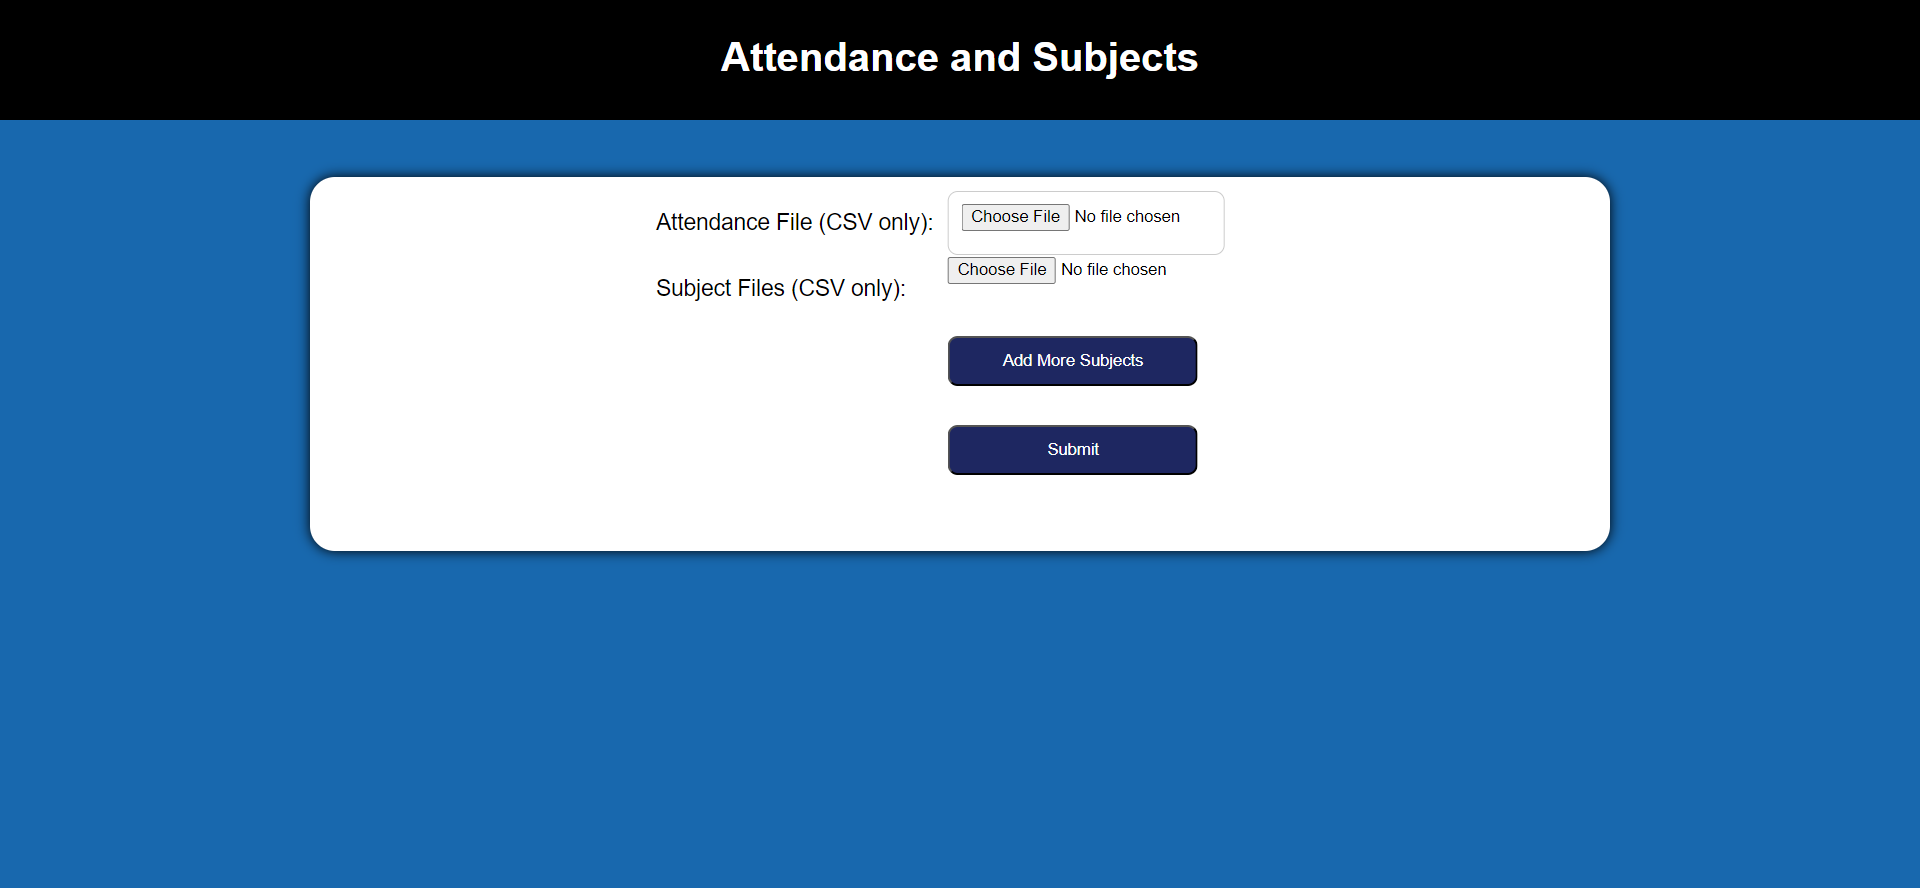 Attendance and Subjects
Attendance File (CSV only): Choose File No file chosen
Subject Files (CSV only): Choose File No file chosen
Add More Subjects
Submit